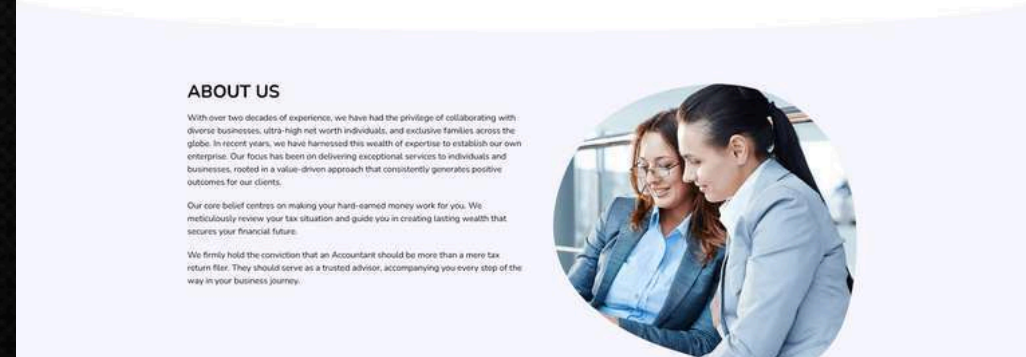 ABOUT US
With over two decades of experience, we have had the privilege of collaborating with
diverse businesses, ultra-high net worth individuals, and exclusive families across the
globe. In recent years, we have harnessed this wealth of expertise to establish our own
enterprise. Our focus has been on delivering exceptional services to individuals and
businesses, rooted in a value-driven approach that consistently generates positive
outcomes for our clients.
Our core belief centres on making your hard-earned money work for you. We
meticulously review your tax situation and guide you in creating lasting wealth that
secures your financial future.
We firmly hold the conviction that an Accountant should be more than a mere tax
return filer. They should serve as a trusted advisor, accompanying you every step of the
way in your business journey.